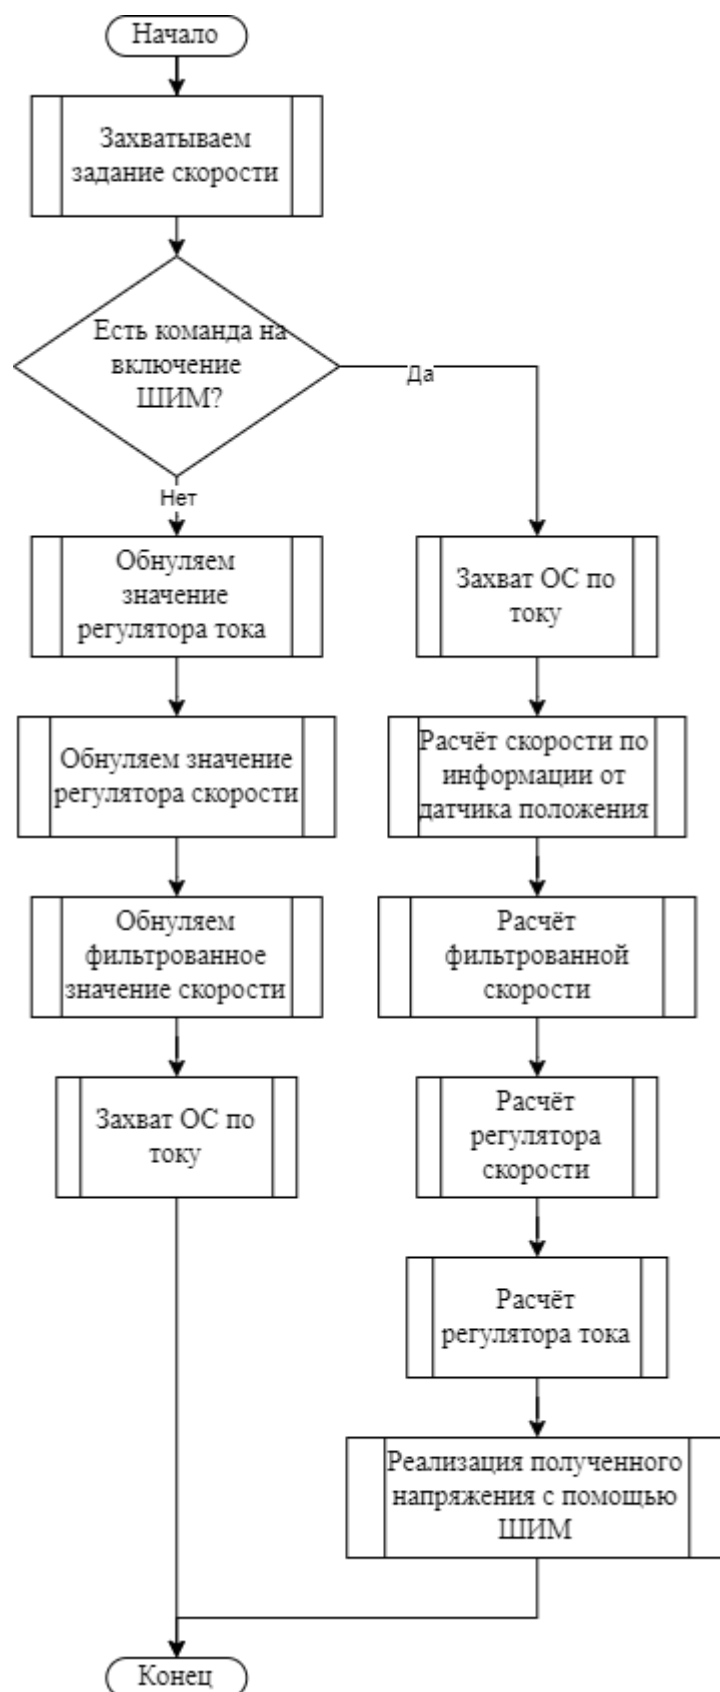 Начало
Захватываем
задание скорости
Есть команда на
включение
ШИМ?
Да
Нет
Обнуляем
значение
регулятора тока
Захват ОС по
току
Обнуляем значение
регулятора скорости
Расчёт скорости по
информации от
датчика положения
Обнуляем
фильтрованное
значение скорости
Расчёт
фильтрованной
скорости
Захват ОС по
току
Расчёт
регулятора
скорости
Расчёт
регулятора тока
Реализация полученного
напряжения с помощью
ШИМ
Конец